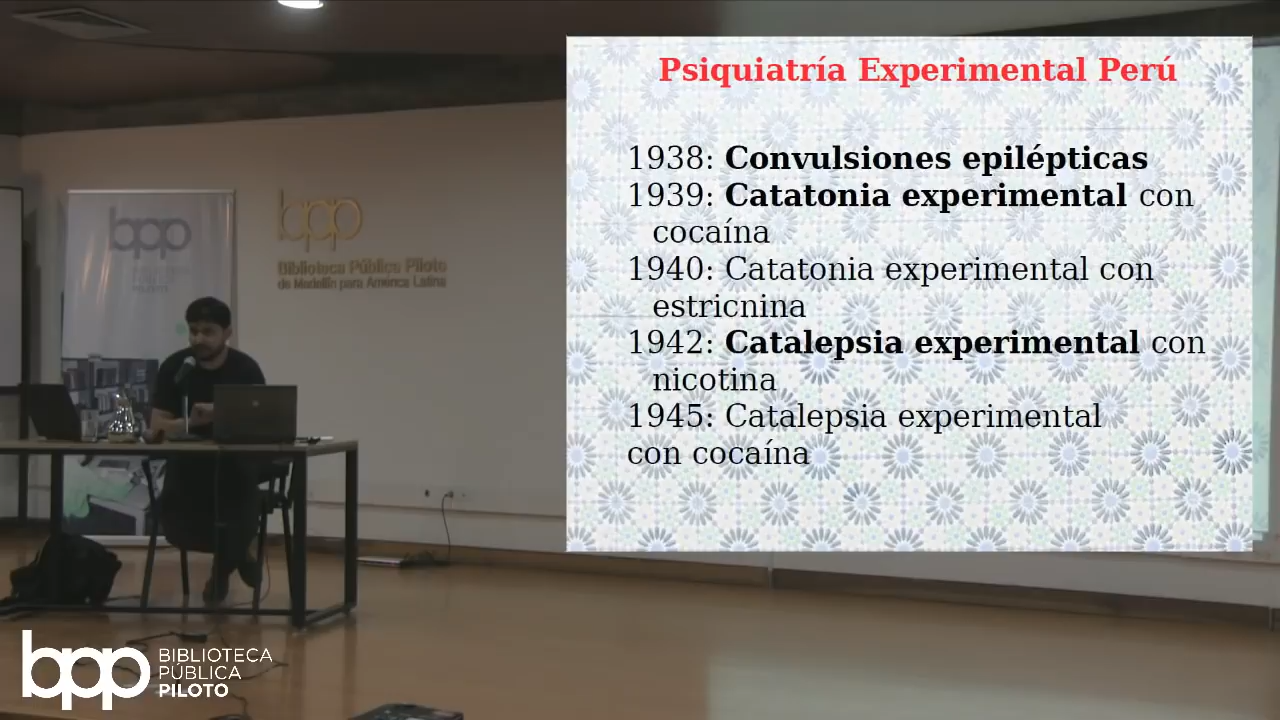 Psiquiatría Experimental Perú
1938: Convulsiones epilépticas
1939: Catatonia experimental con
cocaína
1940: Catatonia experimental con
estricnina
1942: Catalepsia experimental con
nicotina
1945: Catalepsia experimental
con cocaína
bpp
bpp
Biblioteca Pública Piloto
de Medellín para América Latina
bpp
BIBLIOTECA
PÚBLICA
PILOTO